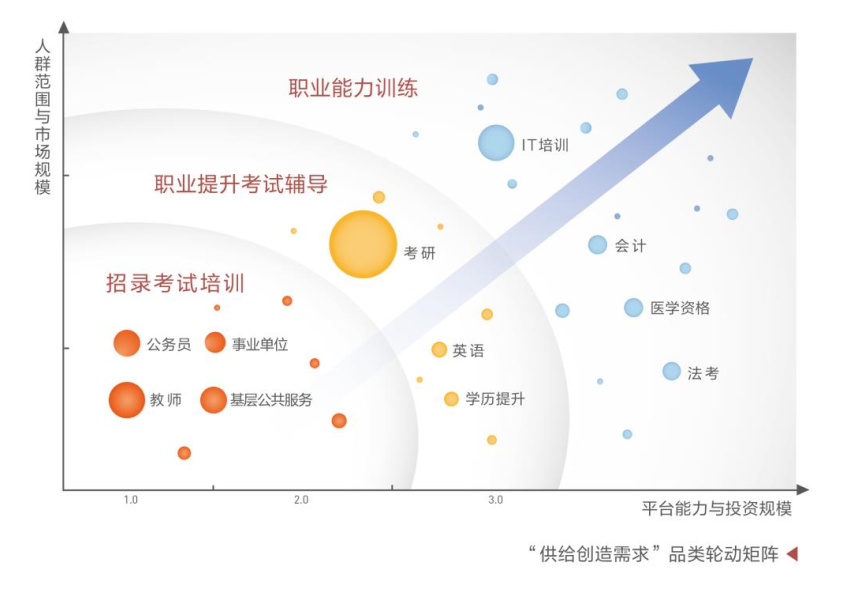 人群范围与市场规模
职业能力训练
IT培训
职业提升考试辅导
考研
会计
招录考试培训
医学资格
公务员
事业单位
英语
法考
教师
基层公共服务
学历提升
1.0
2.0
3.0
平台能力与投资规模
“供给创造需求”品类轮动矩阵